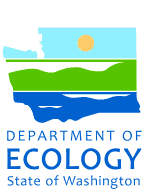 DEPARTMENT OF
ECOLOGY
State of Washington